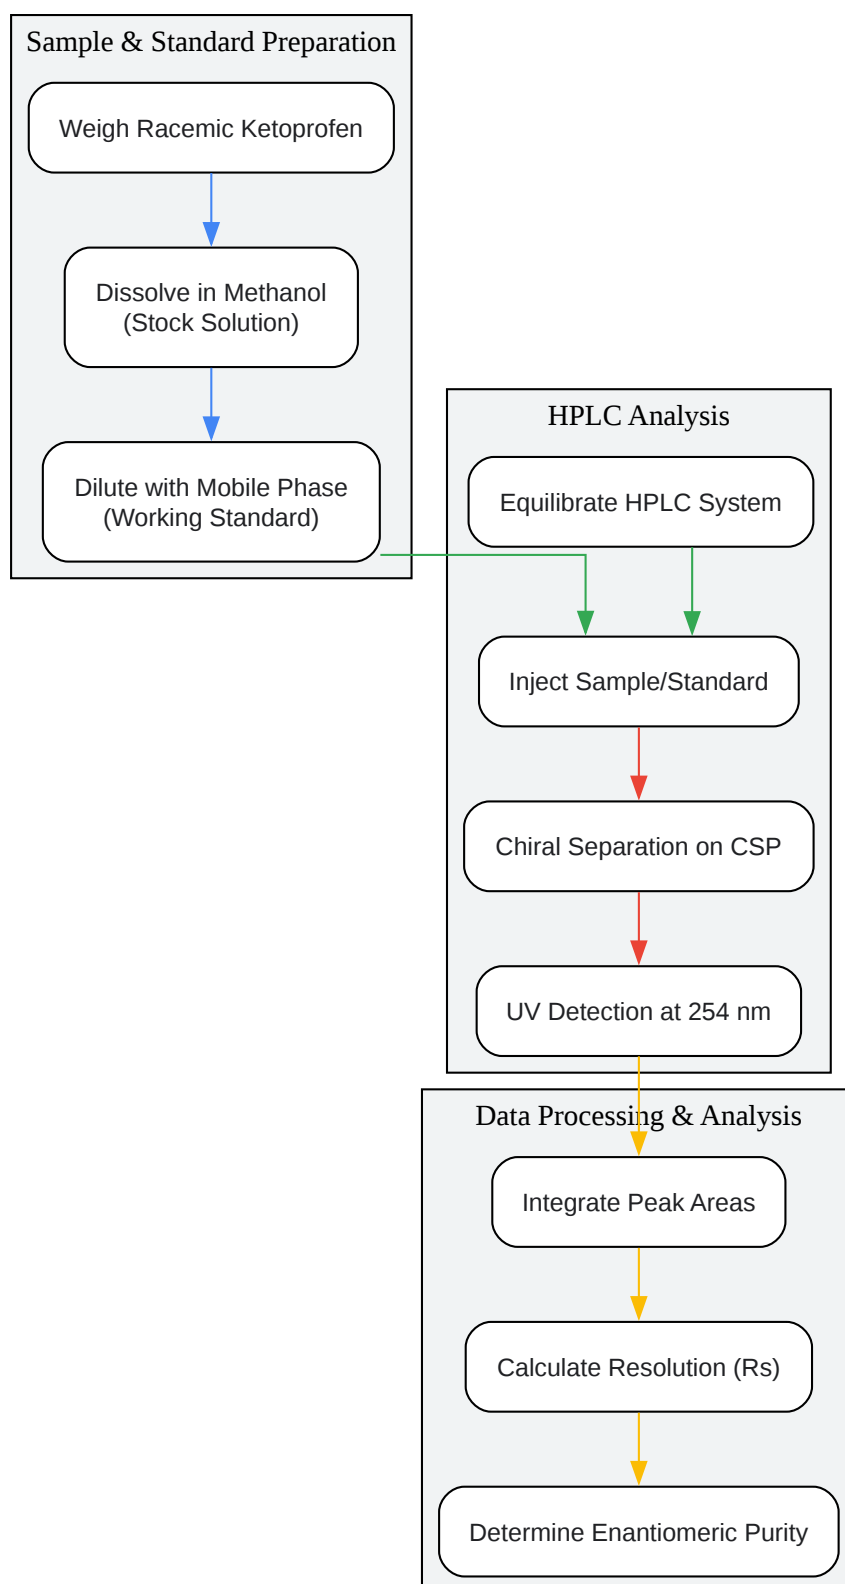 Sample & Standard Preparation
Weigh Racemic Ketoprofen
Dissolve in Methanol
(Stock Solution)
Dilute with Mobile Phase
(Working Standard)
HPLC Analysis
Equilibrate HPLC System
Inject Sample/Standard
Chiral Separation on CSP
UV Detection at 254 nm
Data Processing & Analysis
Integrate Peak Areas
Calculate Resolution (Rs)
Determine Enantiomeric Purity